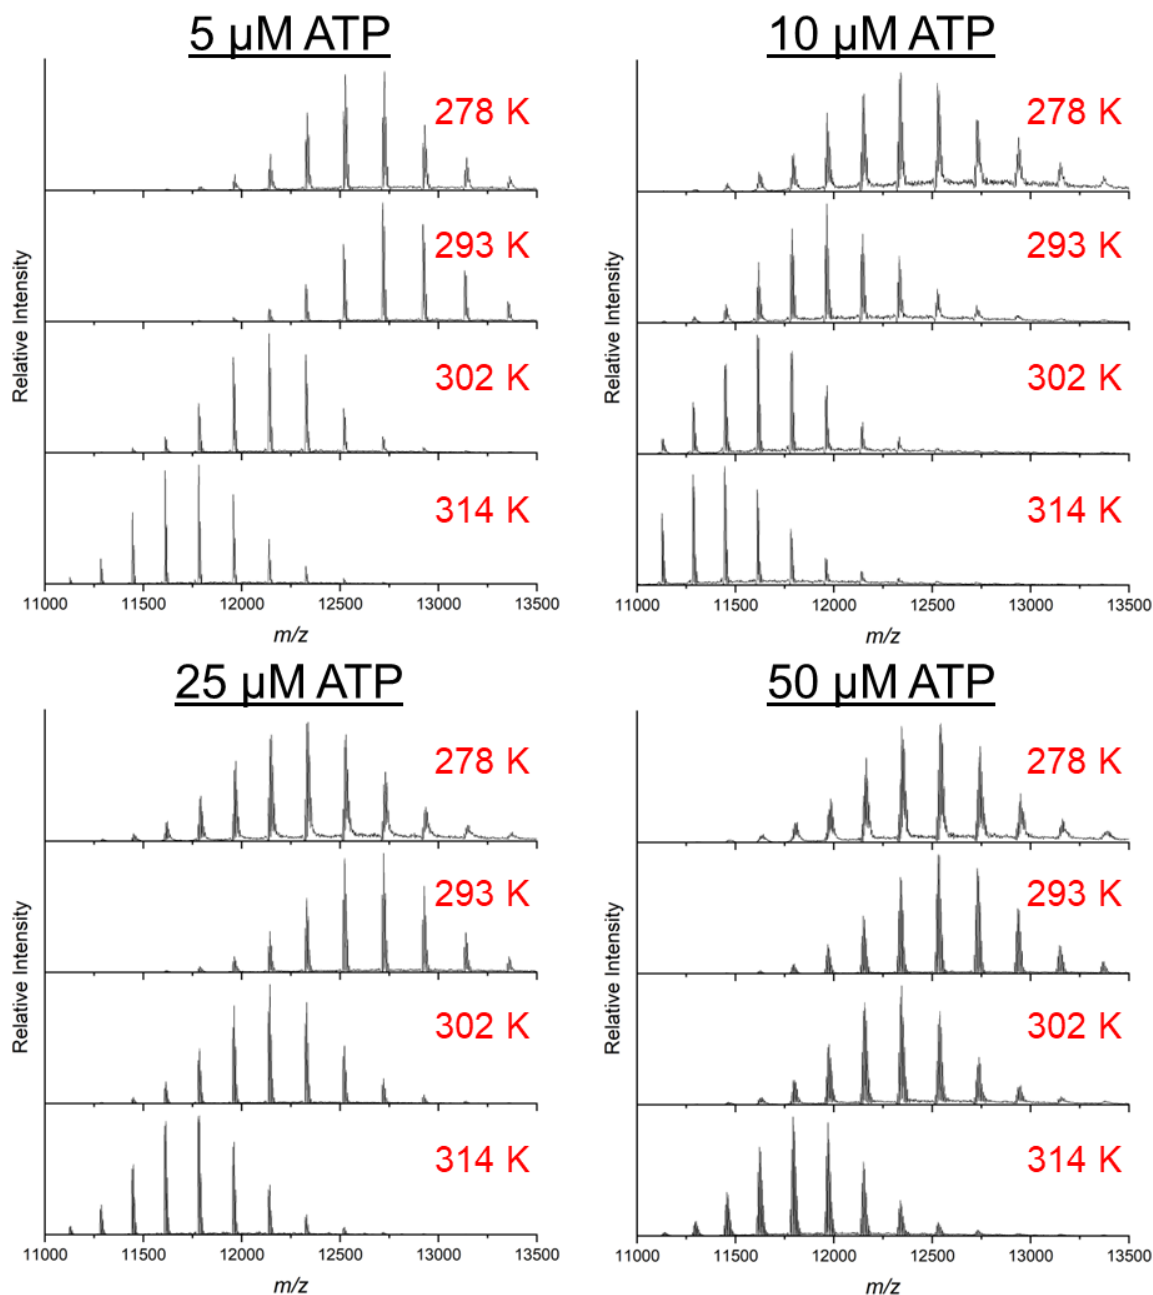 5 µM ATP
278 K
293 K
302 K
314 K
Relative Intensity
11000 11500 12000 12500 13000 13500
m/z
10 µM ATP
278 K
293 K
302 K
314 K
Relative Intensity
11000 11500 12000 12500 13000 13500
m/z
25 µM ATP
278 K
293 K
302 K
314 K
Relative Intensity
11000 11500 12000 12500 13000 13500
m/z
50 µM ATP
278 K
293 K
302 K
314 K
Relative Intensity
11000 11500 12000 12500 13000 13500
m/z